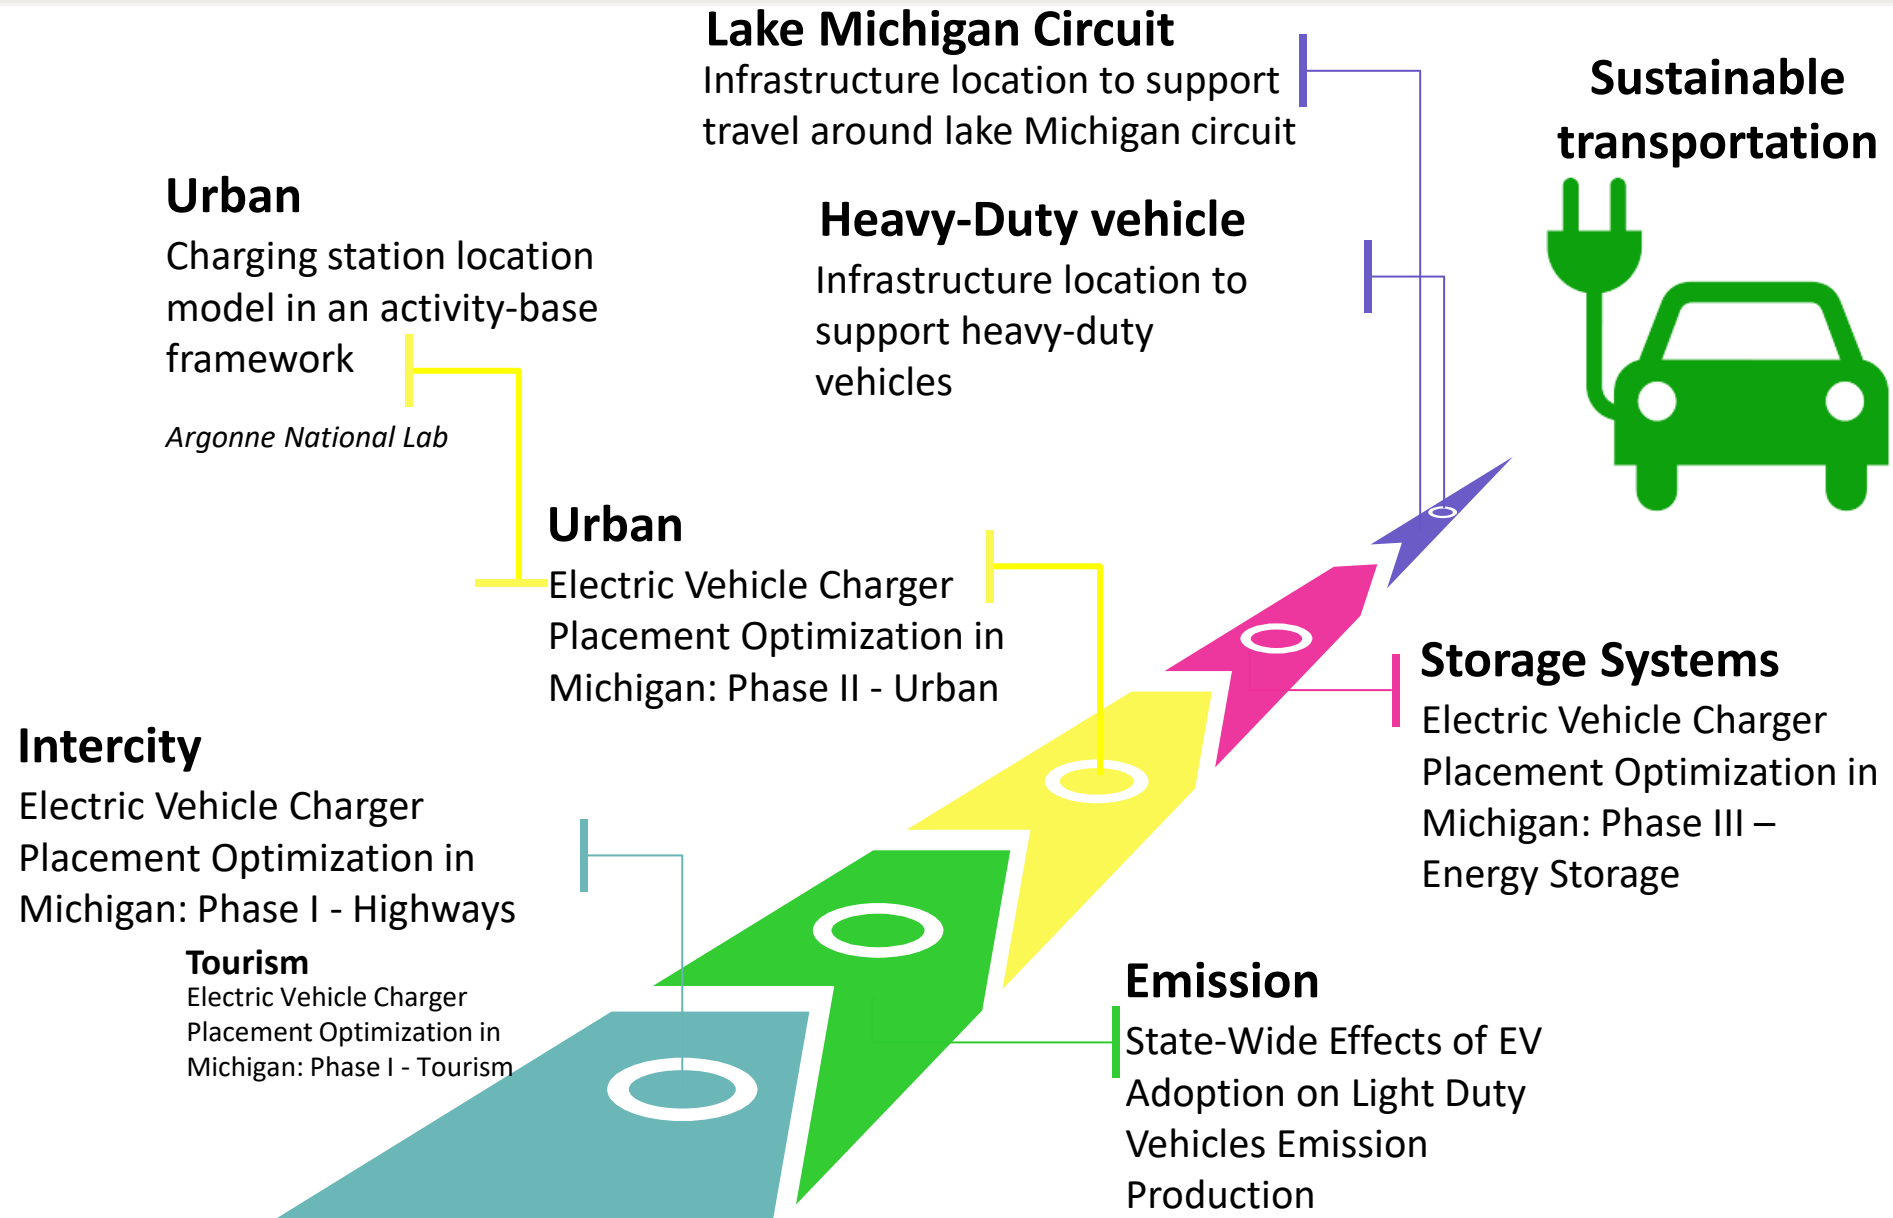 Lake Michigan Circuit
Infrastructure location to support
travel around lake Michigan circuit
Sustainable
transportation
Urban
Charging station location
model in an activity-base
framework
Argonne National Lab
Heavy-Duty vehicle
Infrastructure location to
support heavy-duty
vehicles
Urban
Electric Vehicle Charger
Placement Optimization in
Michigan: Phase II - Urban
Storage Systems
Electric Vehicle Charger
Placement Optimization in
Michigan: Phase III –
Energy Storage
Intercity
Electric Vehicle Charger
Placement Optimization in
Michigan: Phase I - Highways
Tourism
Electric Vehicle Charger
Placement Optimization in
Michigan: Phase I - Tourism
Emission
State-Wide Effects of EV
Adoption on Light Duty
Vehicles Emission
Production